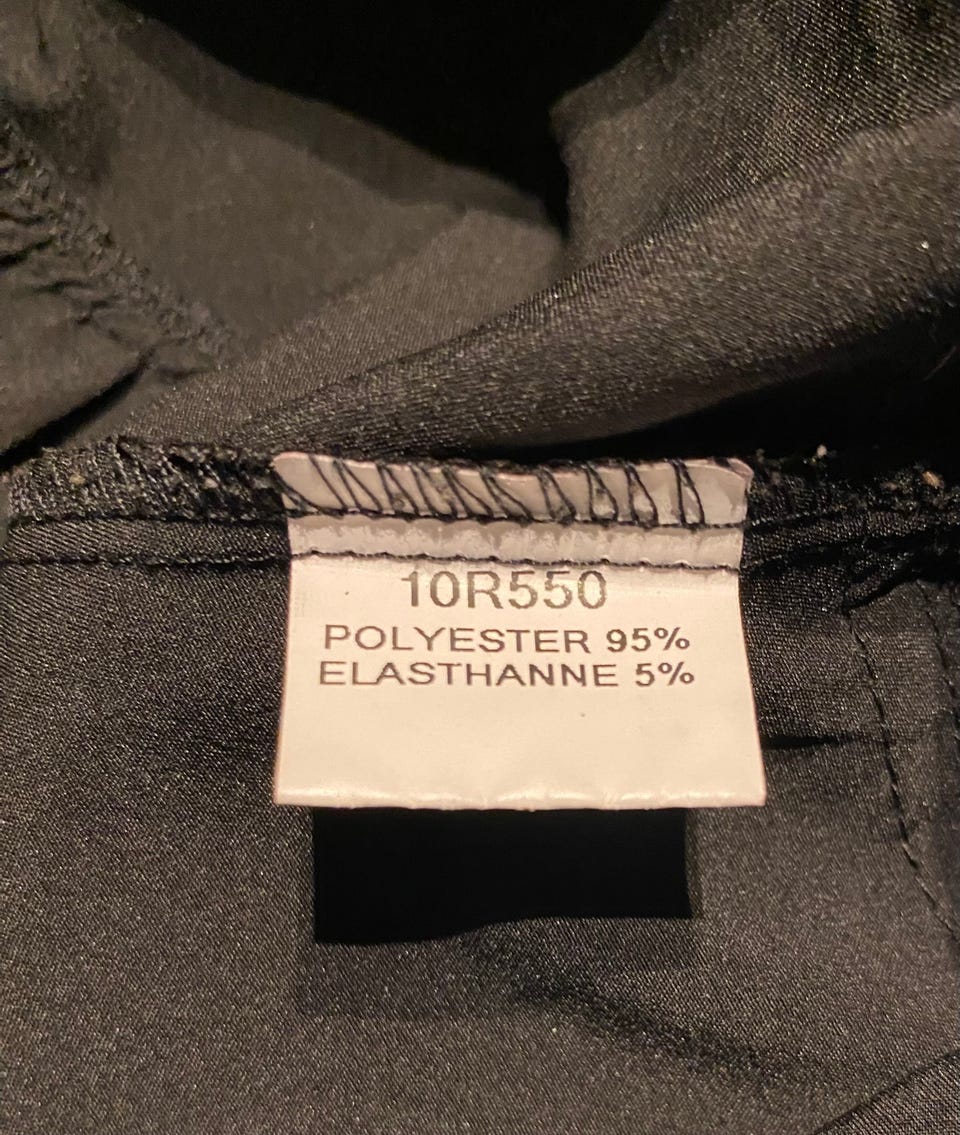 10R550
POLYESTER 95%
ELASTHANNE 5%